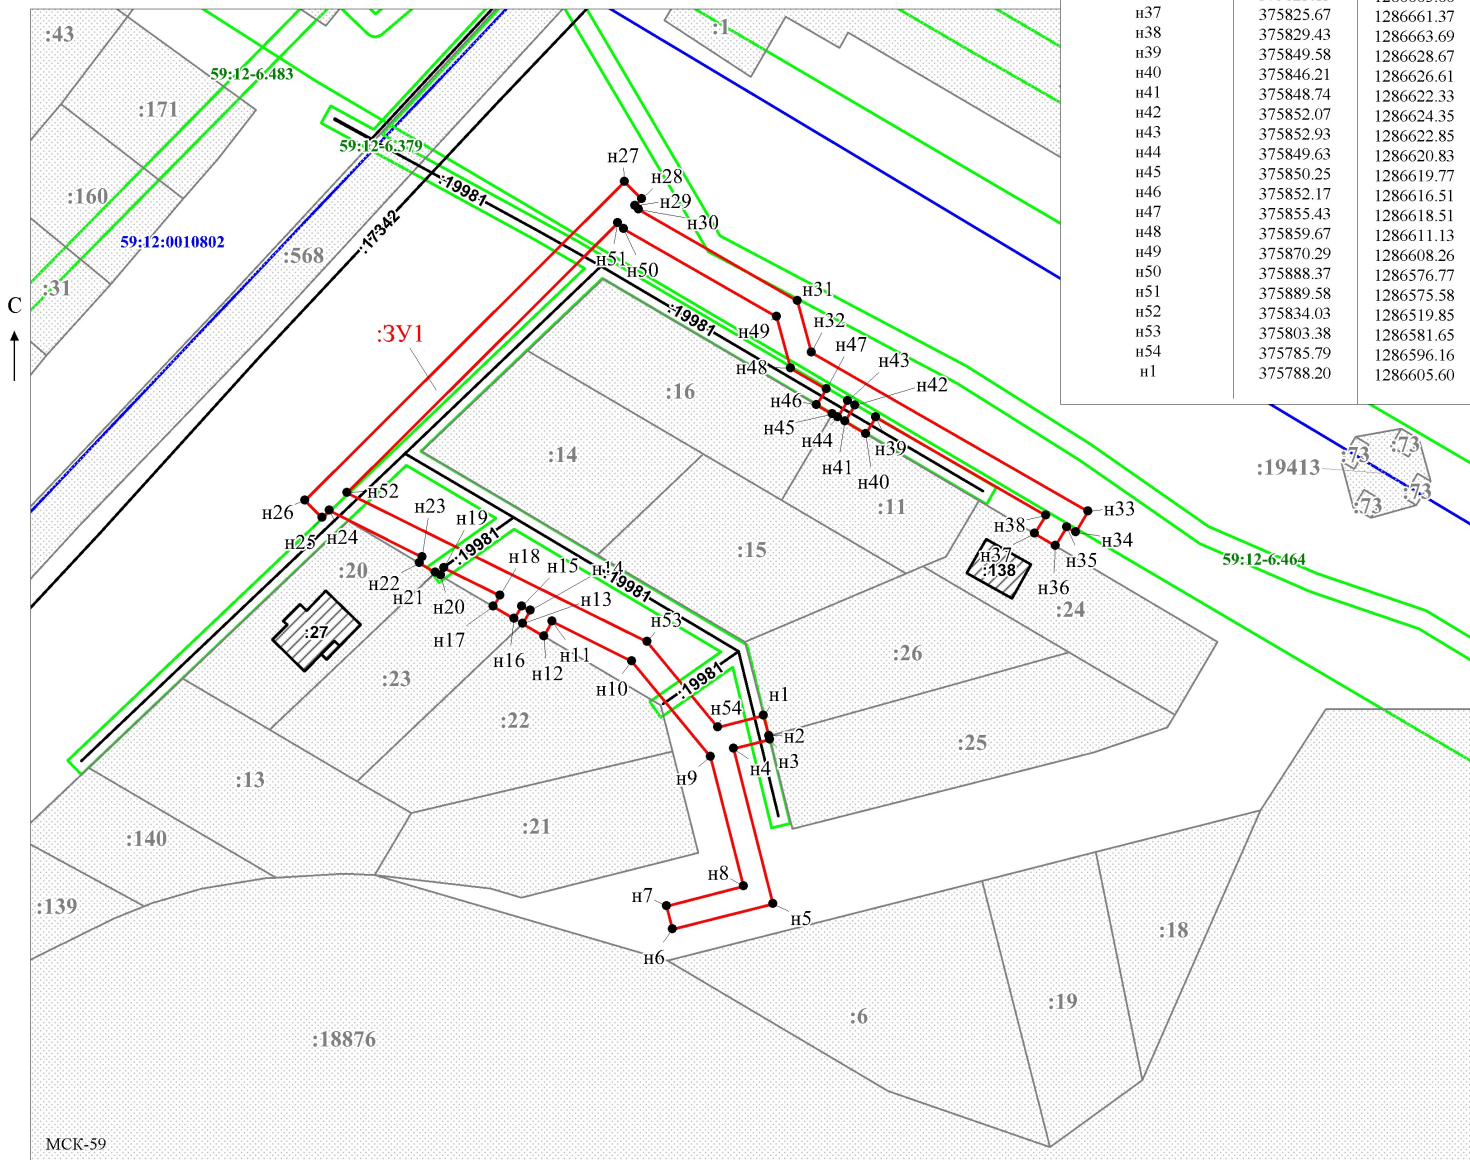 н37 375825.67 1286661.37
н38 375829.43 1286663.69
н39 375849.58 1286628.67
н40 375846.21 1286626.61
н41 375848.74 1286622.33
н42 375852.07 1286624.35
н43 375852.93 1286622.85
н44 375849.63 1286620.83
н45 375850.25 1286619.77
н46 375852.17 1286616.51
н47 375855.43 1286618.51
н48 375859.67 1286611.13
н49 375870.29 1286608.26
н50 375888.37 1286576.77
н51 375889.58 1286575.58
н52 375834.03 1286519.85
н53 375803.38 1286581.65
н54 375785.79 1286596.16
н1 375788.20 1286605.60
:43
:1
59:12-6.483
:171
59:12-6.379
н27
н28
:19981
:160
н29
н30
:17342
59:12:0010802
:568
н51
н50
:31
С
н31
:19981
н32
:ЗУ1
н49
н48
н47
н43
н42
:16
н46
н45
н44
н39
:14
н41
н40
:19413
:73
:73
:73
:73
:11
н52
н23
н19
н26
н25
н24
:19981
н38
н33
н37
н34
н35
н36
59:12-6.464
:15
:138
:20
н22
н21
н20
н18
н15
н14
н13
:19981
:24
н17
:27
н16
н12
н11
н53
:26
н10
:19981
:23
:22
н54
н1
н2
н3
н4
:25
н9
:13
:21
:140
н8
н7
н5
:139
н6
:18
:19
:6
:18876
МСК-59